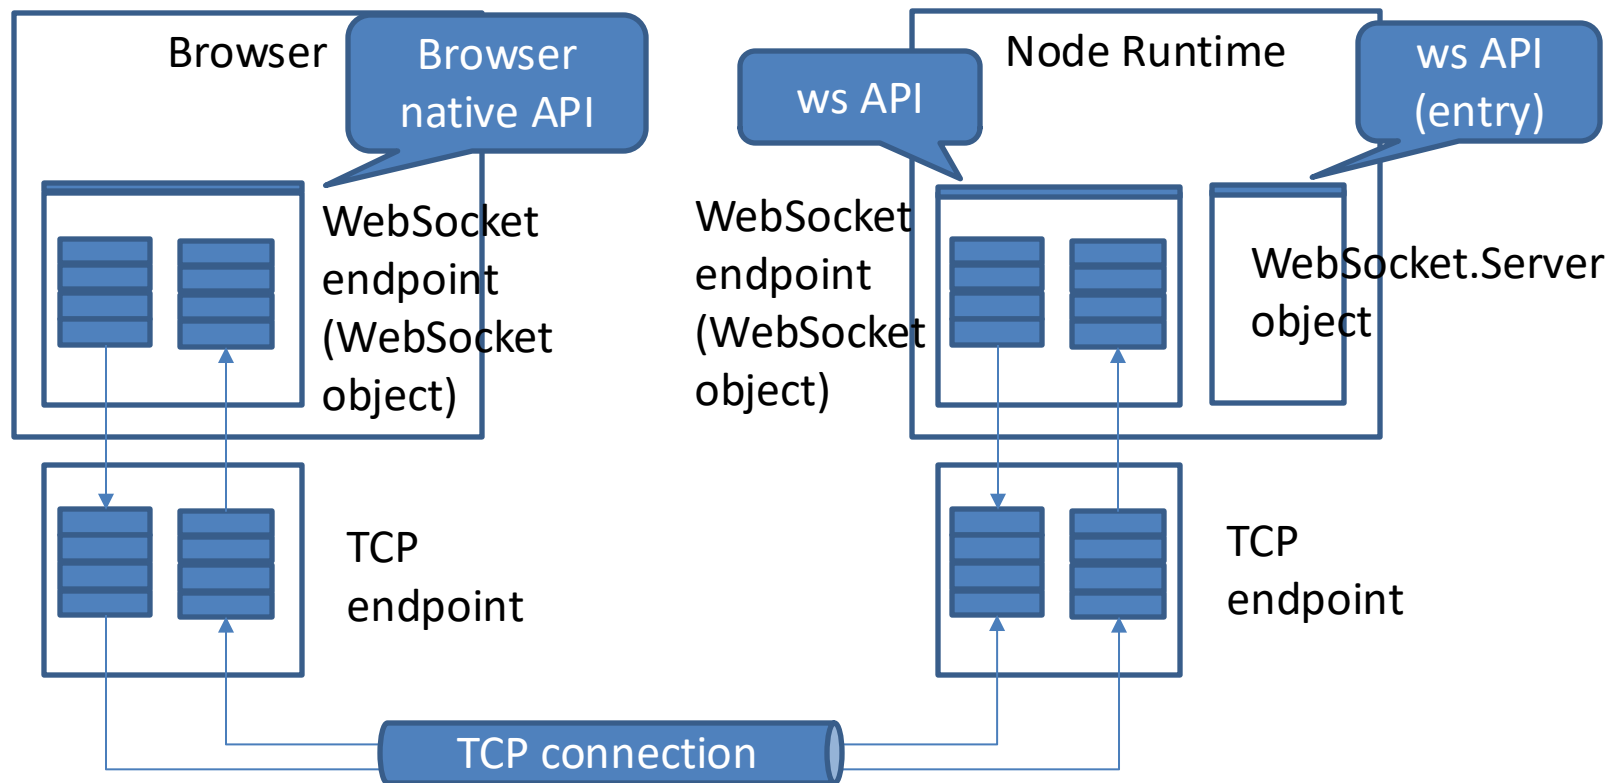 Browser
Browser
native API
WebSocket
endpoint
(WebSocket
object)
TCP
endpoint
ws API
Node Runtime
ws API
(entry)
WebSocket
endpoint
(WebSocket
object)
WebSocket.Server
object
TCP
endpoint
TCP connection